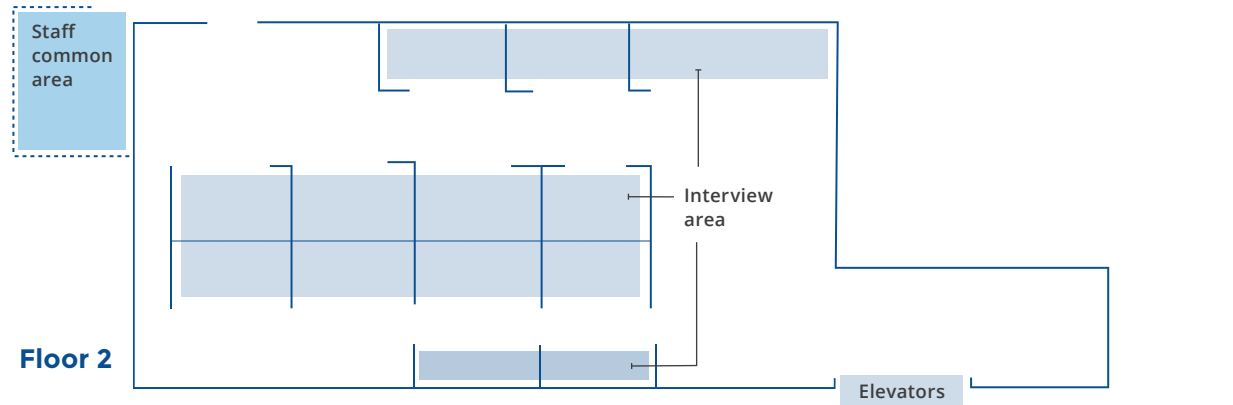 Staff
common
area
Interview
area
Floor 2
Elevators